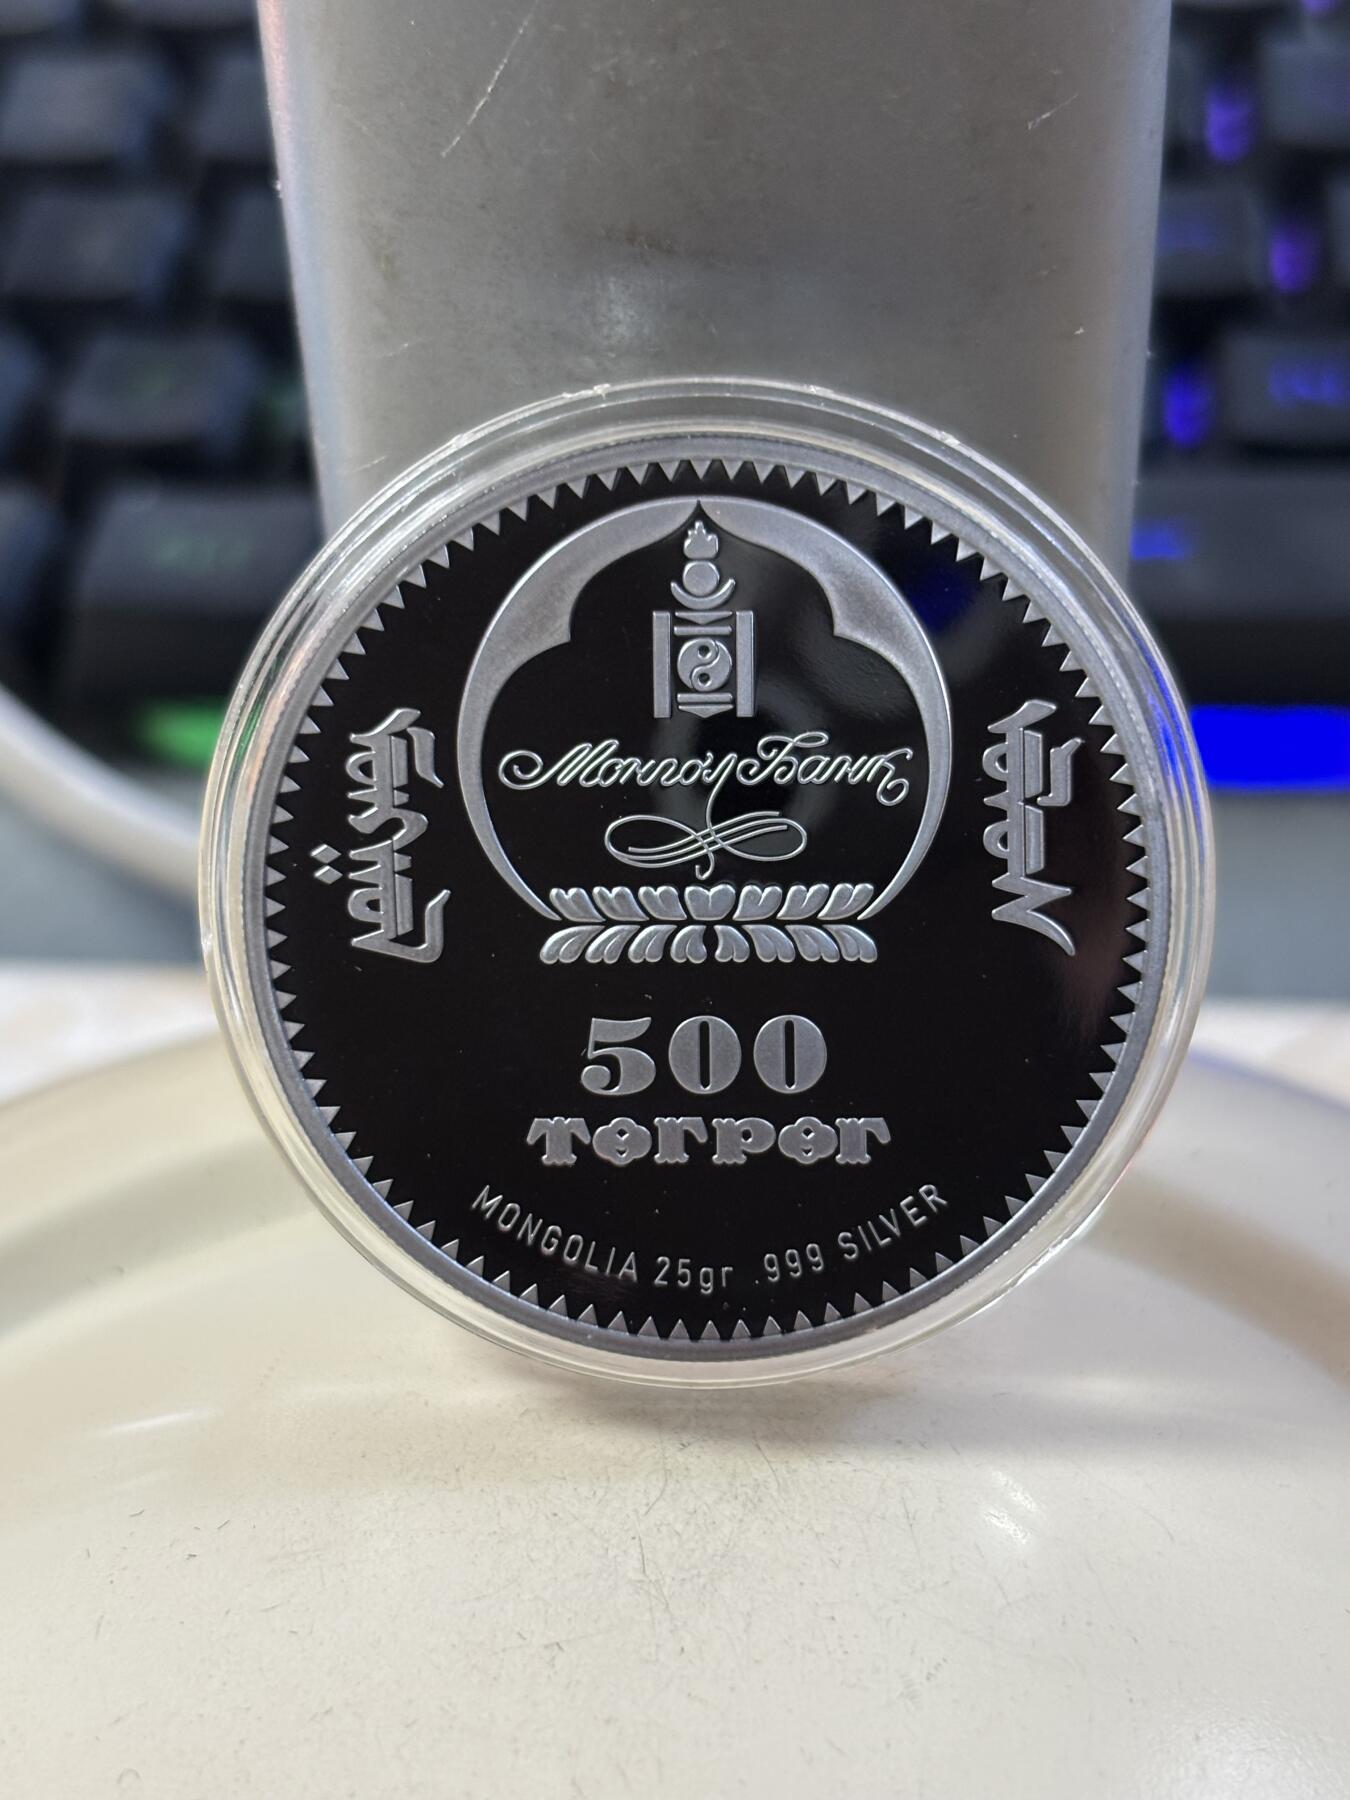 Монгол Банк
500
төгрөг
MONGOLIA 25gr .999 SILVER